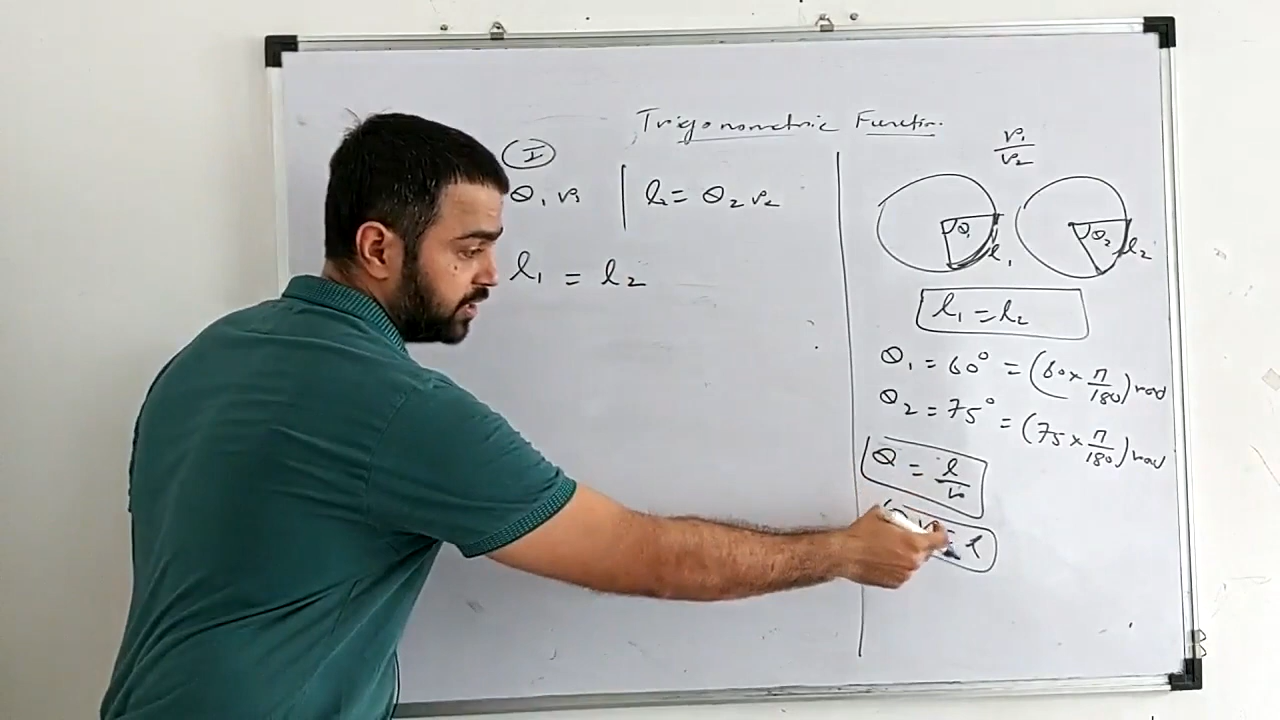 Trigonometric Function.
I
θ₁ r₁ | l₂ = θ₂ r₂
l₁ = l₂
r₁/r₂
θ₁ l₁ θ₂ l₂
l₁ = l₂
θ₁ = 60° = (60 × π/180) rad
θ₂ = 75° = (75 × π/180) rad
θ = l/r
= l